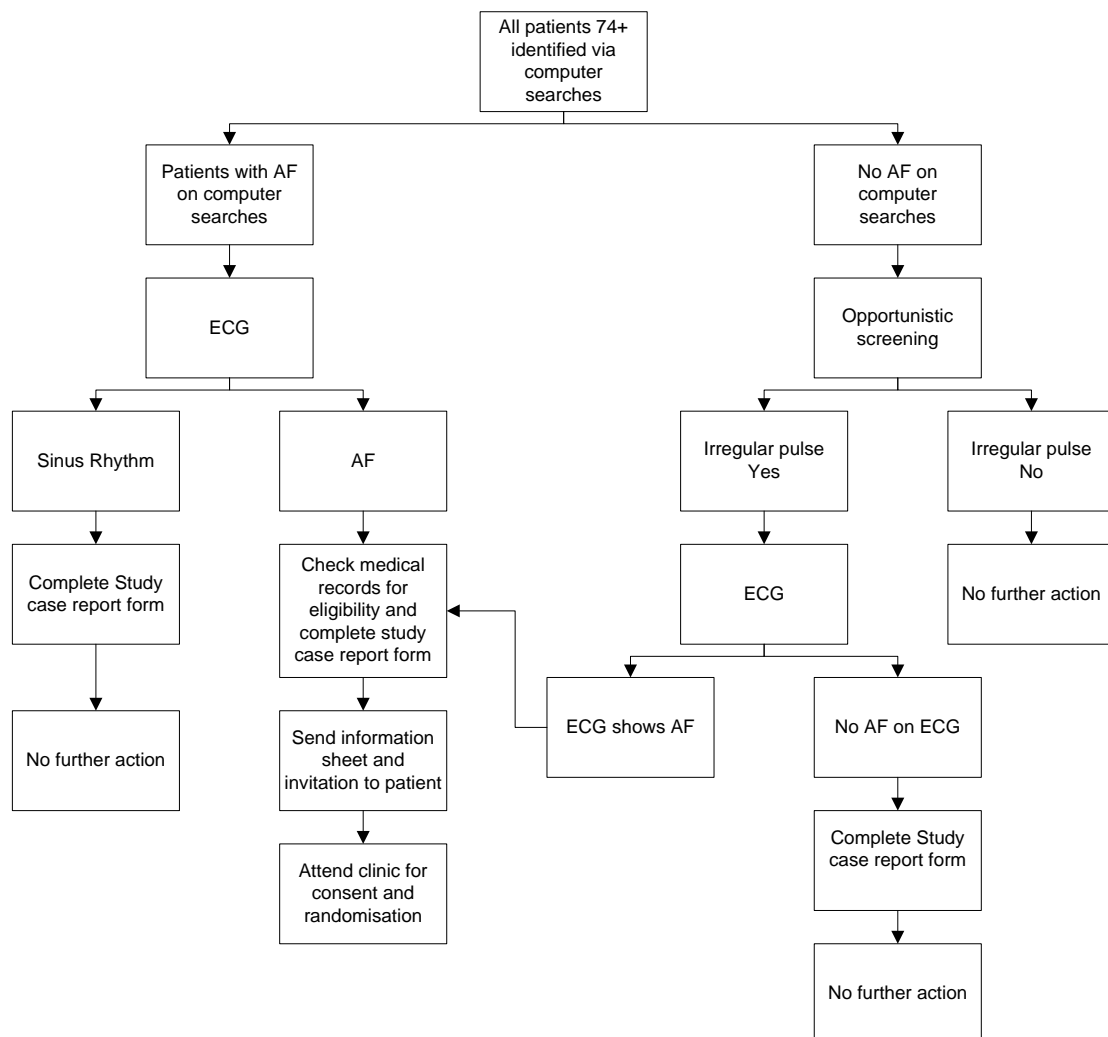 All patients 74+
identified via
computer
searches
Patients with AF
on computer
searches
No AF on
computer
searches
ECG
Opportunistic
screening
Sinus Rhythm
AF
Irregular pulse
Yes
Irregular pulse
No
Complete Study
case report form
Check medical
records for
eligibility and
complete study
case report form
ECG
No further action
No further action
Send information
sheet and
invitation to patient
ECG shows AF
No AF on ECG
Attend clinic for
consent and
randomisation
Complete Study
case report form
No further action